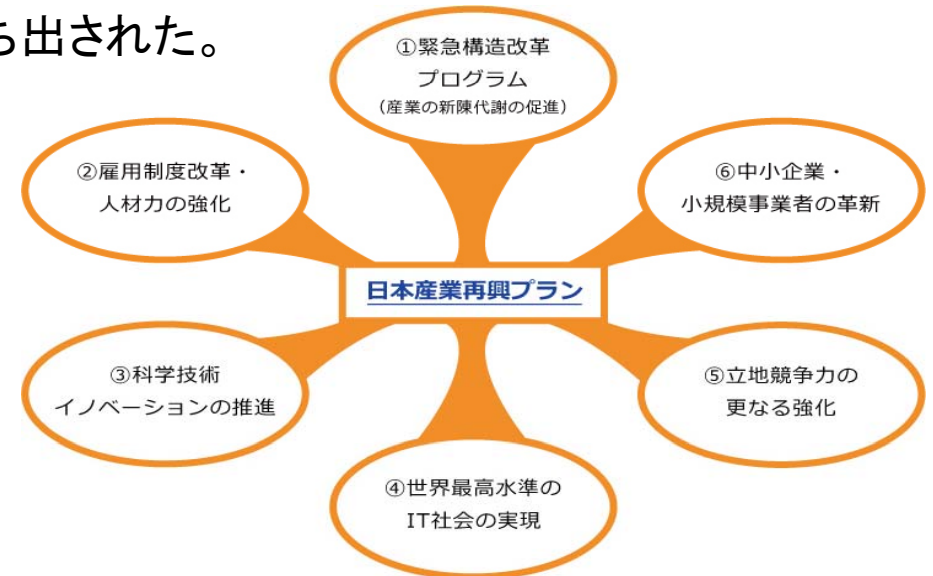 ち出された。
①緊急構造改革
プログラム
（産業の新陳代謝の促進）
②雇用制度改革・
人材力の強化
⑥中小企業・
小規模事業者の革新
日本産業再興プラン
③科学技術
イノベーションの推進
⑤立地競争力の
更なる強化
④世界最高水準の
IT社会の実現